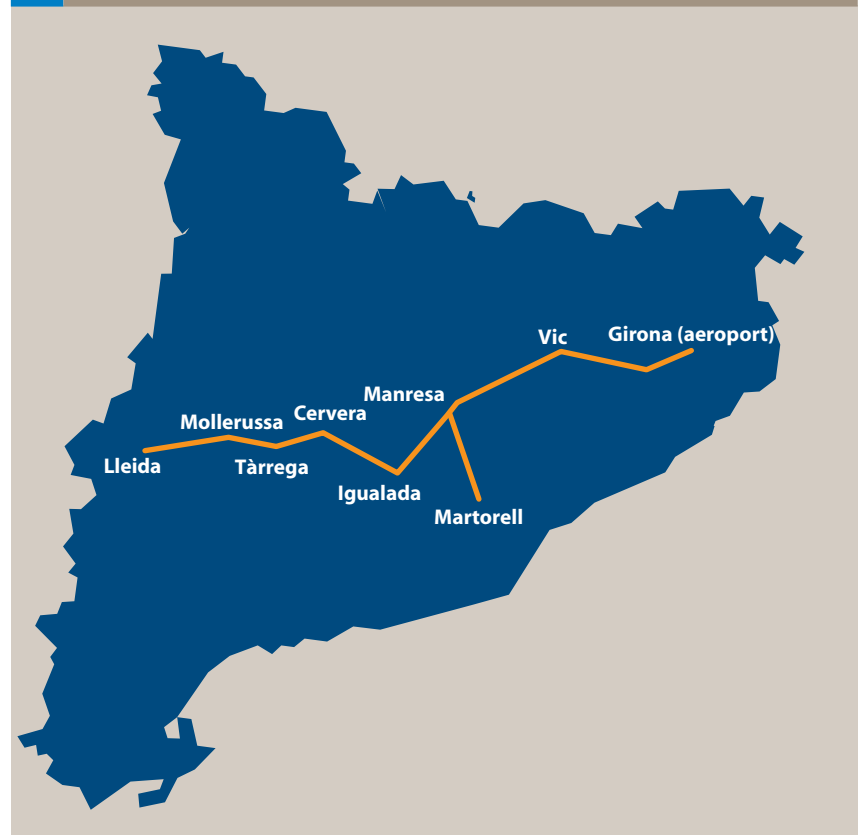 Vic
Girona (aeroport)
Manresa
Cervera
Mollerussa
Lleida
Tàrrega
Igualada
Martorell